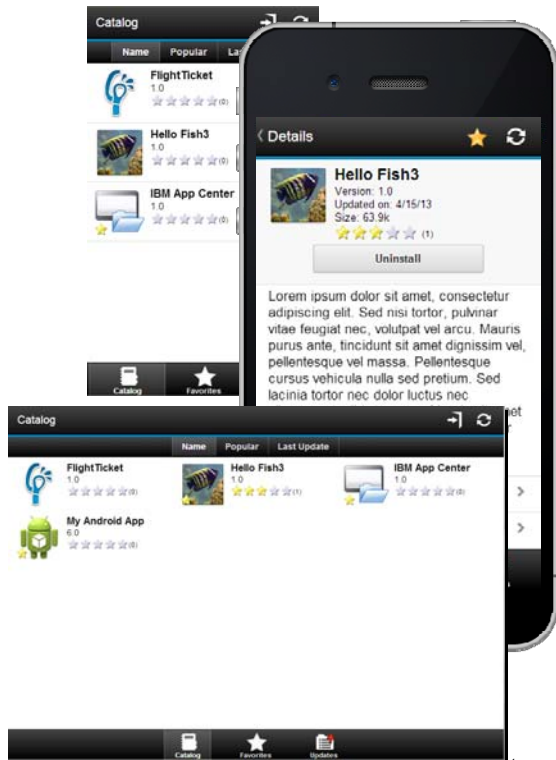 Catalog
Name Popular
FlightTicket
1.0
(0)
Hello Fish3
1.0
(0)
IBM App Center
1.0
(0)
Catalog Favorites
Details
Hello Fish3
Version: 1.0
Updated on: 4/15/13
Size: 63.9k
(1)
Uninstall
Lorem ipsum dolor sit amet, consectetur
adipiscing elit. Sed nisi tortor, pulvinar
vitae feugiat nec, volutpat vel arcu. Mauris
purus ante, tincidunt sit amet dignissim vel,
pellentesque vel massa. Pellentesque
cursus vehicula nulla sed pretium. Sed
lacinia tortor nec dolor luctus nec
Catalog
Name Popular Last Update
FlightTicket
1.0
(0)
Hello Fish3
1.0
(1)
IBM App Center
1.0
(0)
My Android App
6.0
(0)
Catalog Favorites Updates